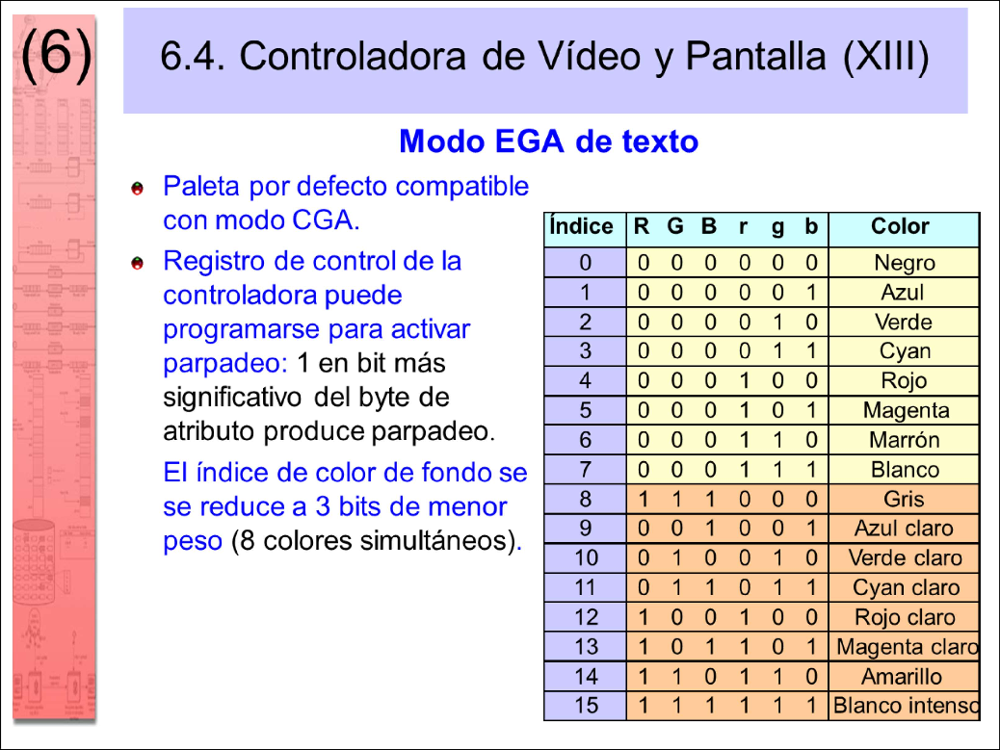 (6)
6.4. Controladora de Vídeo y Pantalla (XIII)
Modo EGA de texto
Paleta por defecto compatible
con modo CGA.
Registro de control de la
controladora puede
programarse para activar
parpadeo: 1 en bit más
significativo del byte de
atributo produce parpadeo.
El índice de color de fondo se
se reduce a 3 bits de menor
peso (8 colores simultáneos).
Índice R G B r g b Color
0 0 0 0 0 0 0 Negro
1 0 0 0 0 0 1 Azul
2 0 0 0 0 1 0 Verde
3 0 0 0 0 1 1 Cyan
4 0 0 0 1 0 0 Rojo
5 0 0 0 1 0 1 Magenta
6 0 0 0 1 1 0 Marrón
7 0 0 0 1 1 1 Blanco
8 1 1 1 0 0 0 Gris
9 0 0 1 0 0 1 Azul claro
10 0 1 0 0 1 0 Verde claro
11 0 1 1 0 1 1 Cyan claro
12 1 0 0 1 0 0 Rojo claro
13 1 0 1 1 0 1 Magenta claro
14 1 1 0 1 1 0 Amarillo
15 1 1 1 1 1 1 Blanco intenso